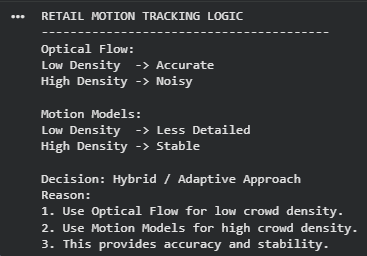 RETAIL MOTION TRACKING LOGIC
----------------------------------------
Optical Flow:
Low Density  -> Accurate
High Density -> Noisy
Motion Models:
Low Density  -> Less Detailed
High Density -> Stable
Decision: Hybrid / Adaptive Approach
Reason:
1. Use Optical Flow for low crowd density.
2. Use Motion Models for high crowd density.
3. This provides accuracy and stability.